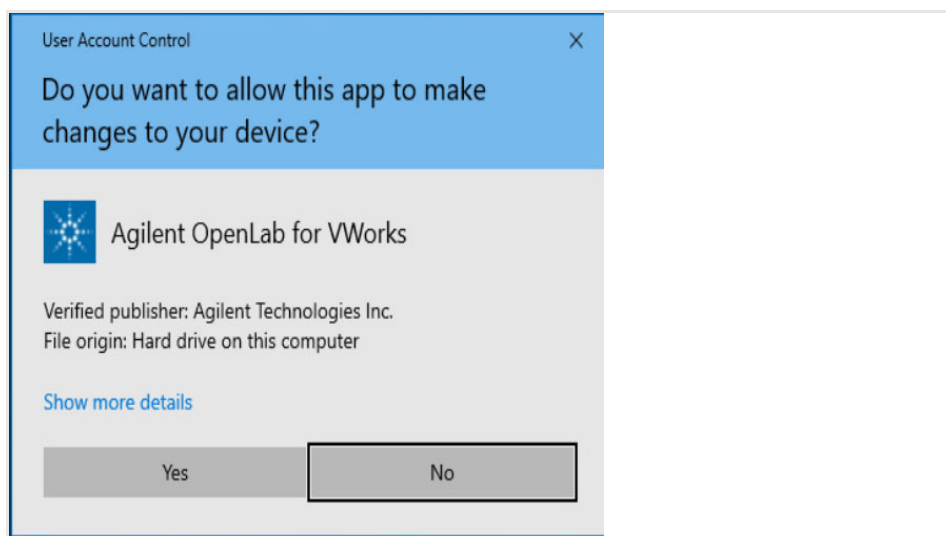 User Account Control
Do you want to allow this app to make
changes to your device?
Agilent OpenLab for VWorks
Verified publisher: Agilent Technologies Inc.
File origin: Hard drive on this computer
Show more details
Yes No